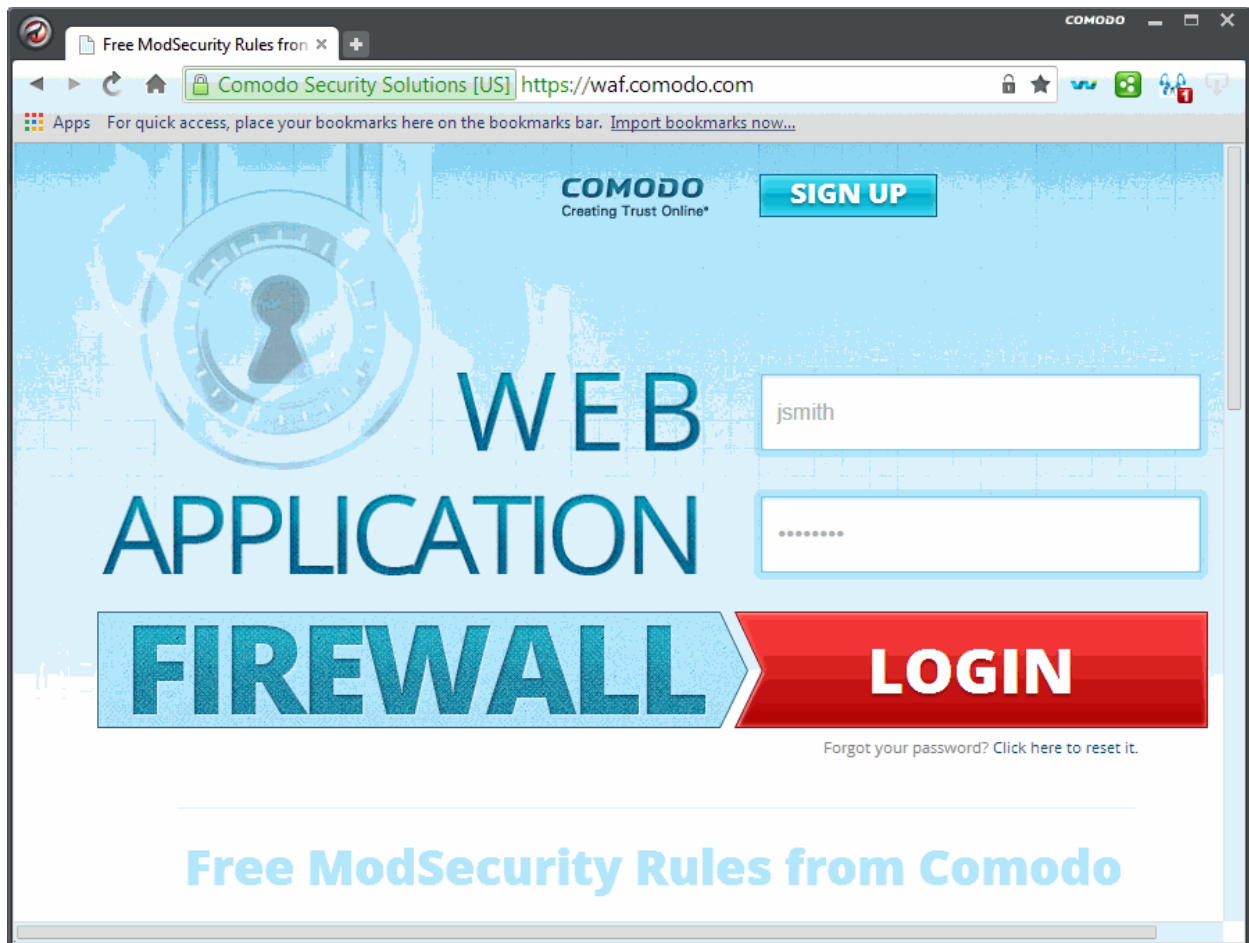 COMODO
Free ModSecurity Rules fron
Comodo Security Solutions [US] https://waf.comodo.com
1
Apps For quick access, place your bookmarks here on the bookmarks bar. Import bookmarks now...
COMODO
Creating Trust Online*
SIGN UP
WEB
jsmith
APPLICATION
••••••••
FIREWALL
LOGIN
Forgot your password? Click here to reset it.
Free ModSecurity Rules from Comodo